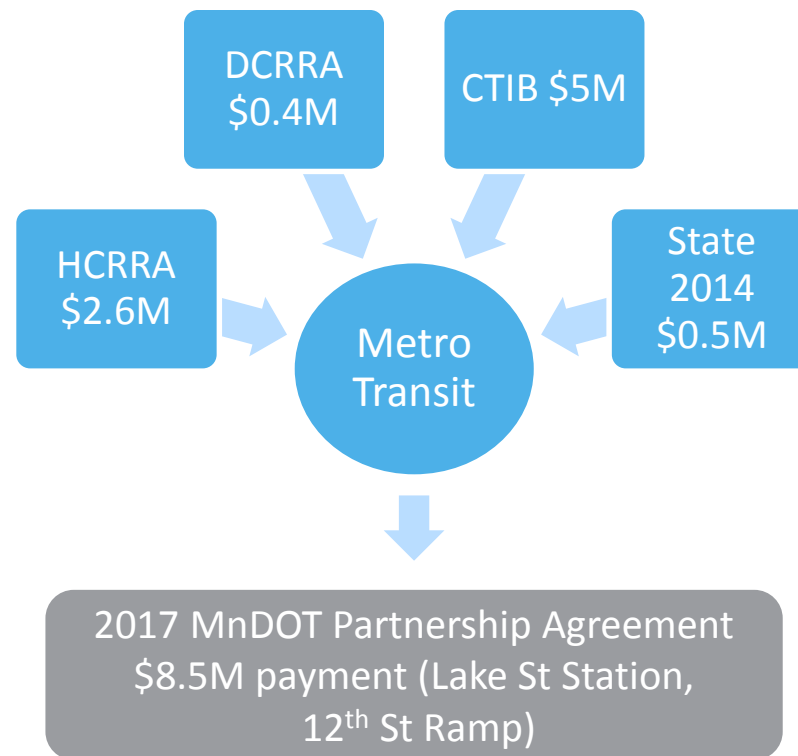 DCRRA
$0.4M
CTIB $5M
HCRRA
$2.6M
State
2014
$0.5M
Metro
Transit
2017 MnDOT Partnership Agreement
$8.5M payment (Lake St Station,
12th St Ramp)